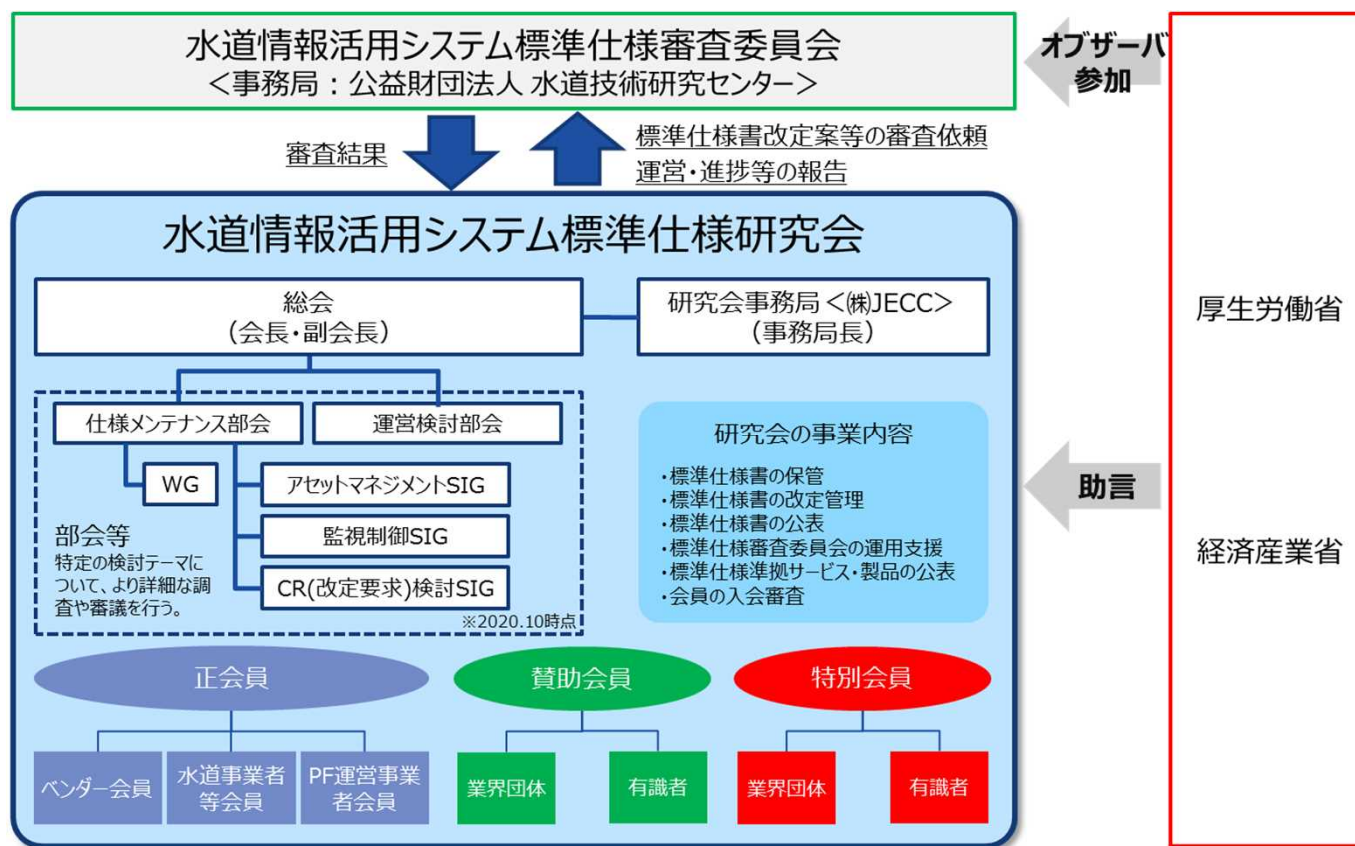 水道情報活用システム標準仕様審査委員会
＜事務局：公益財団法人 水道技術研究センター＞
オブザーバ
参加
審査結果
標準仕様書改定案等の審査依頼
運営・進捗等の報告
水道情報活用システム標準仕様研究会
総会
（会長・副会長）
研究会事務局＜㈱JECC＞
（事務局長）
仕様メンテナンス部会
運営検討部会
WG
アセットマネジメントSIG
監視制御SIG
CR(改定要求)検討SIG
部会等
特定の検討テーマに
ついて、より詳細な調
査や審議を行う。
※2020.10時点
研究会の事業内容
・標準仕様書の保管
・標準仕様書の改定管理
・標準仕様書の公表
・標準仕様審査委員会の運用支援
・標準仕様準拠サービス・製品の公表
・会員の入会審査
助言
厚生労働省
経済産業省
正会員
賛助会員
特別会員
ベンダー会員
水道事業者
等会員
PF運営事業
者会員
業界団体
有識者
業界団体
有識者